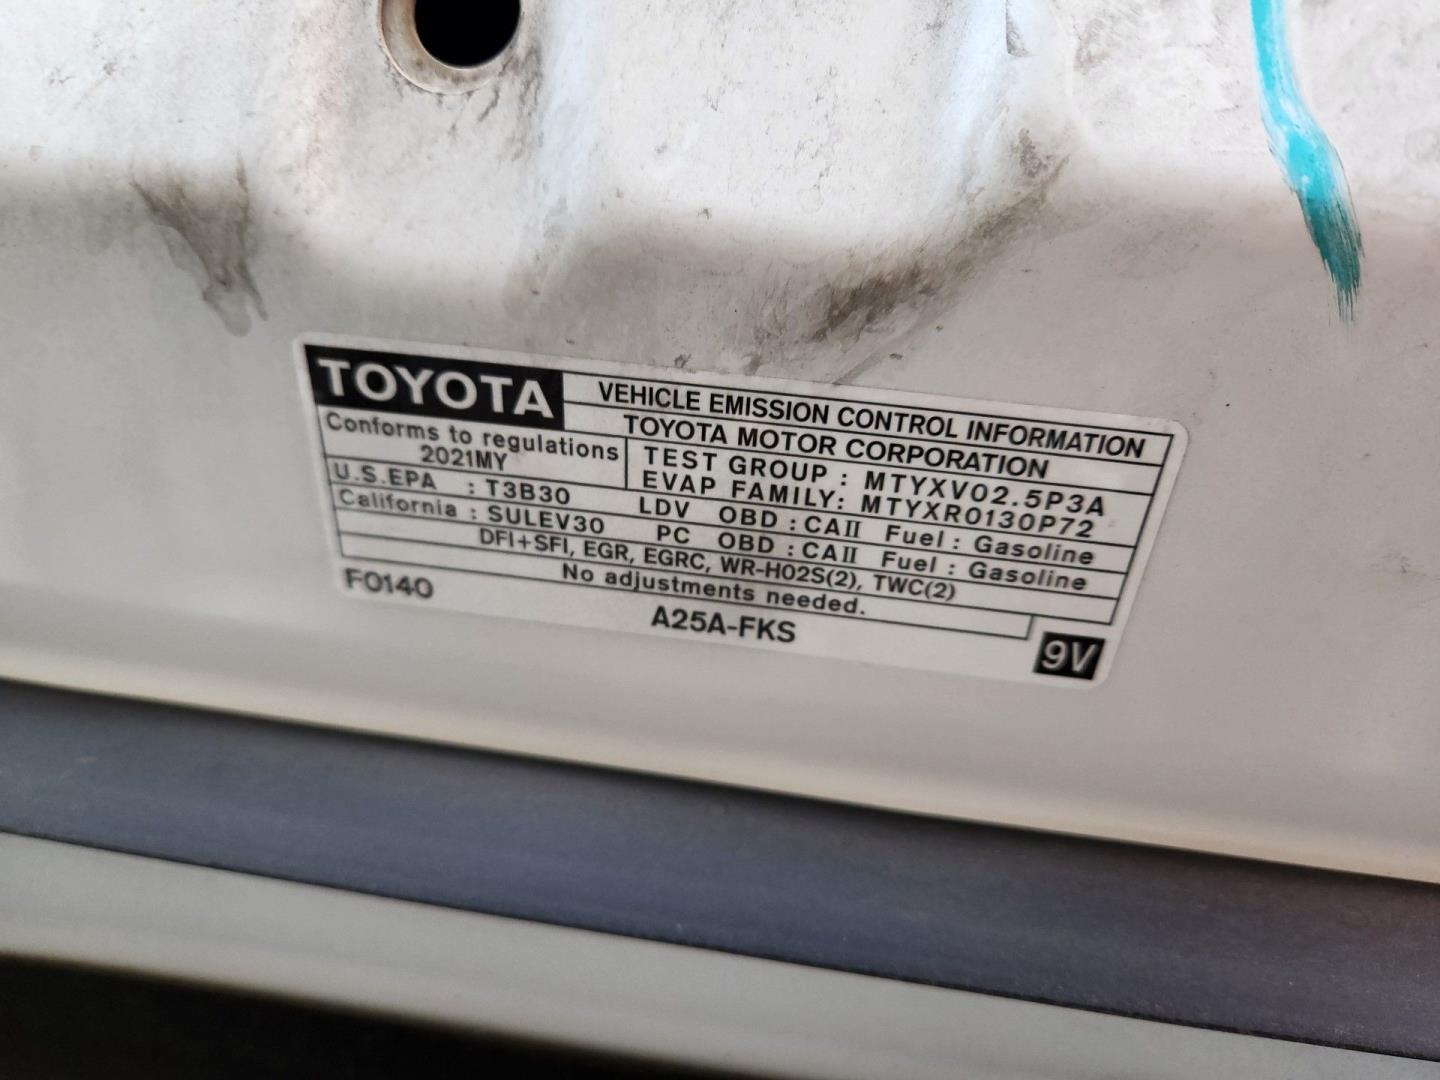 TOYOTA
VEHICLE EMISSION CONTROL INFORMATION
TOYOTA MOTOR CORPORATION
Conforms to regulations
2021MY
TEST GROUP : MTYXV02.5P3A
EVAP FAMILY: MTYXR0130P72
U.S.EPA : T3B30 LDV OBD : CAII Fuel : Gasoline
California : SULEV30 PC OBD : CAII Fuel : Gasoline
DFI+SFI, EGR, EGRC, WR-HO2S(2), TWC(2)
No adjustments needed.
F0140 A25A-FKS
9V